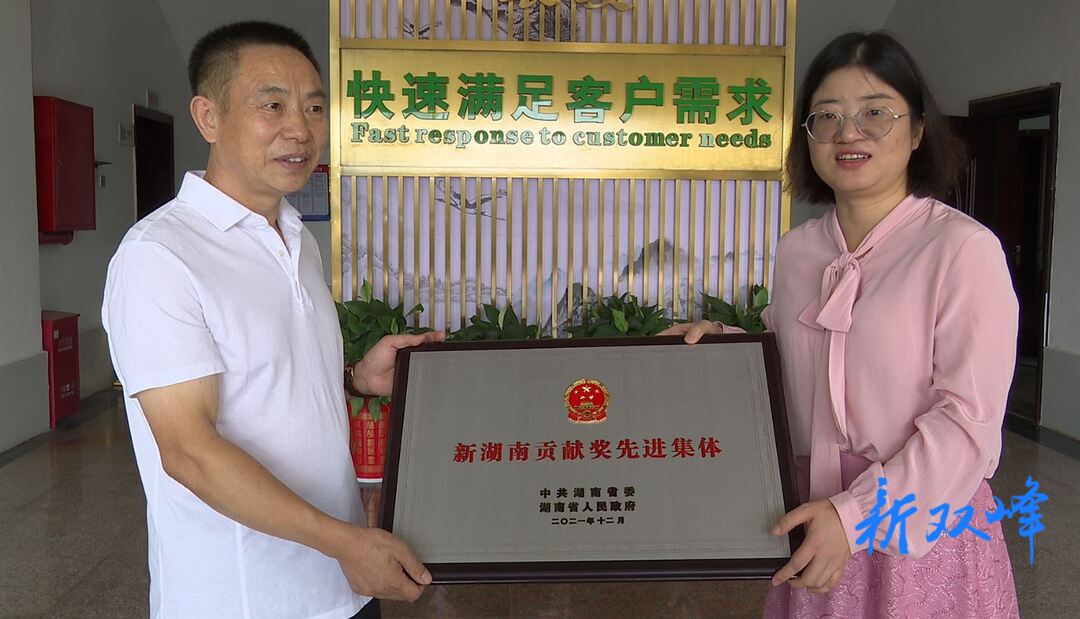 快速满足客户需求
Fast response to customer needs
新湖南贡献奖先进集体
中共湖南省委
湖南省人民政府
二〇二一年十二月
新双峰